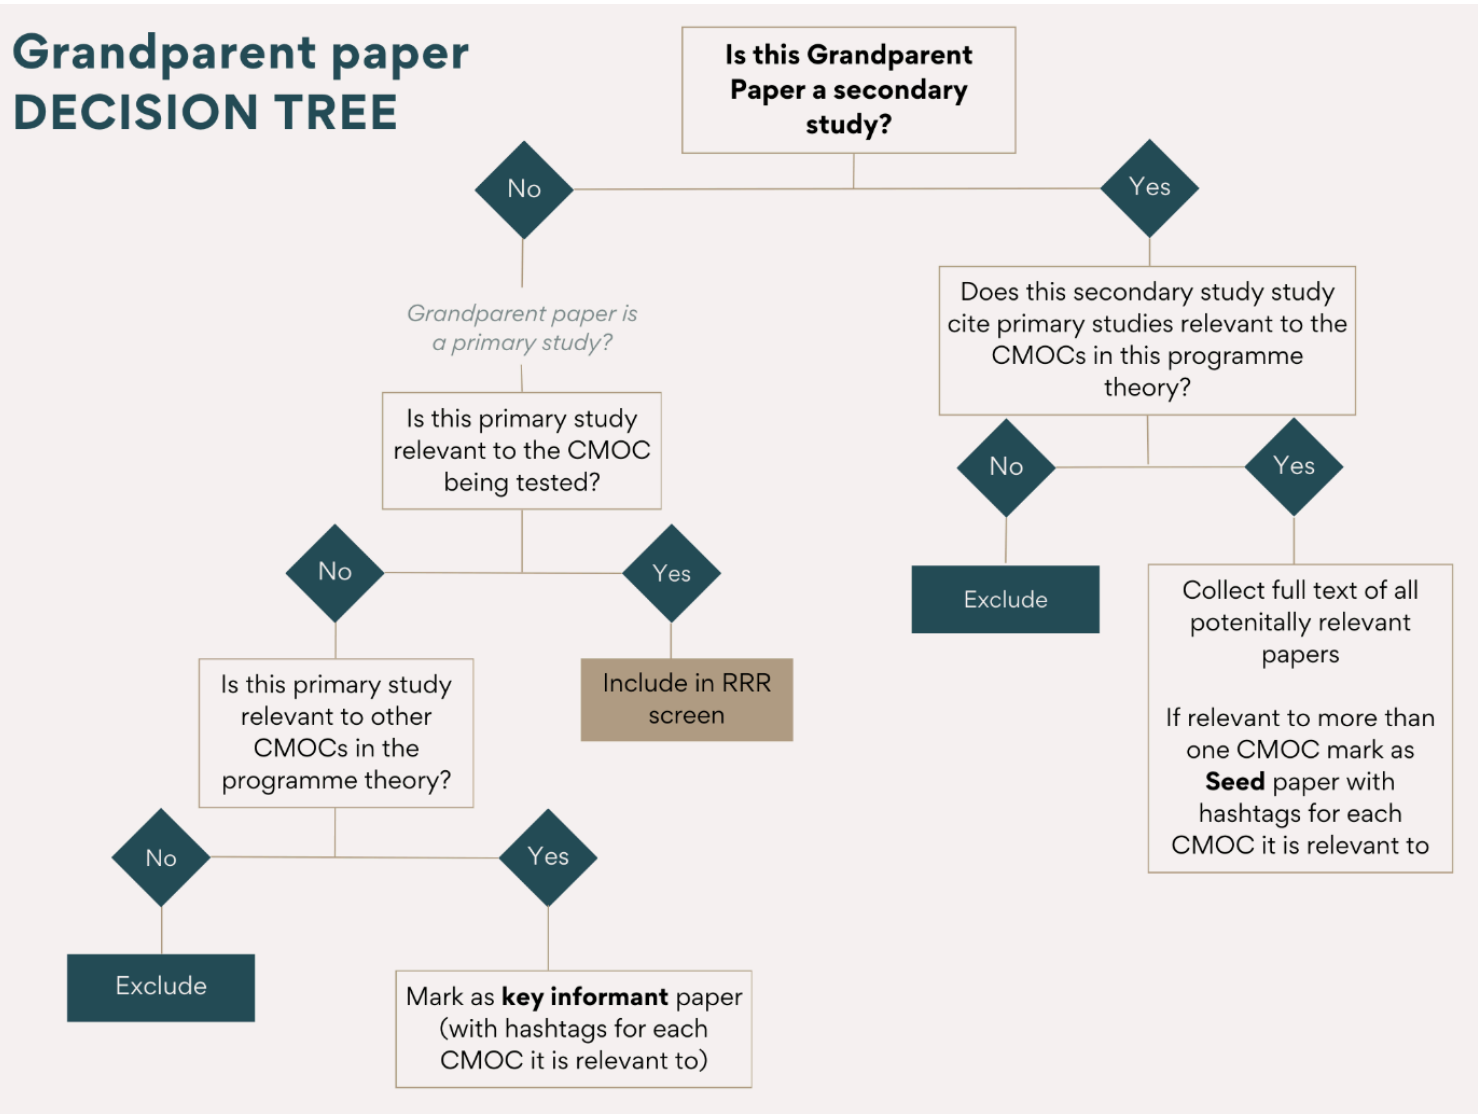 Grandparent paper
DECISION TREE
Is this Grandparent
Paper a secondary
study?
No
Yes
Grandparent paper is
a primary study?
Does this secondary study study
cite primary studies relevant to the
CMOCs in this programme
theory?
Is this primary study
relevant to the CMOC
being tested?
No
Yes
No
Yes
Exclude
Collect full text of all
potenitally relevant
papers
If relevant to more than
one CMOC mark as
Seed paper with
hashtags for each
CMOC it is relevant to
Is this primary study
relevant to other
CMOCs in the
programme theory?
Include in RRR
screen
No
Yes
Exclude
Mark as key informant paper
(with hashtags for each
CMOC it is relevant to)